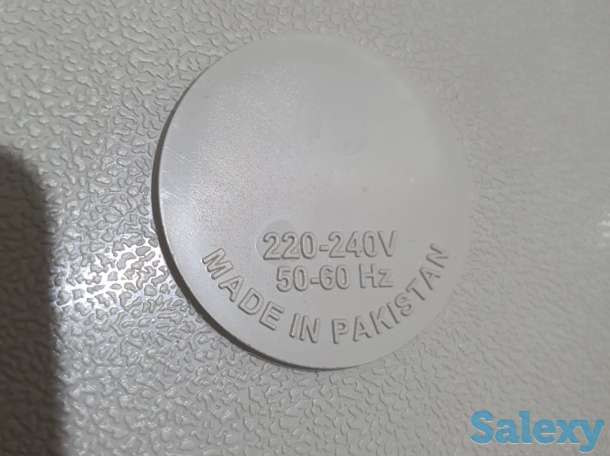 220-240V
50-60 Hz
MADE IN PAKISTAN
Salexy